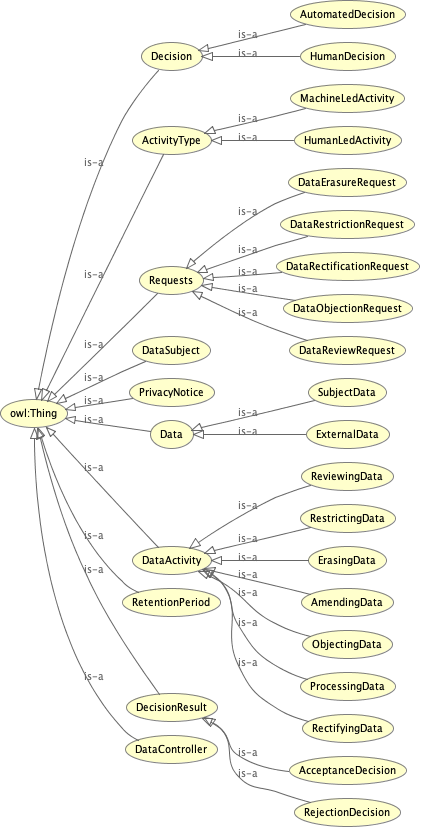 AutomatedDecision
is-a
Decision
is-a
HumanDecision
MachineLedActivity
is-a
ActivityType
is-a
HumanLedActivity
is-a
DataErasureRequest
is-a
DataRestrictionRequest
is-a
DataRectificationRequest
is-a
Requests
is-a
is-a
DataObjectionRequest
is-a
DataReviewRequest
is-a
DataSubject
is-a
PrivacyNotice
is-a
SubjectData
is-a
owl:Thing
is-a
Data
is-a
ExternalData
is-a
ReviewingData
is-a
RestrictingData
is-a
DataActivity
is-a
ErasingData
is-a
is-a
RetentionPeriod
is-a
AmendingData
is-a
ObjectingData
is-a
ProcessingData
is-a
RectifyingData
DecisionResult
is-a
DataController
is-a
AcceptanceDecision
is-a
RejectionDecision